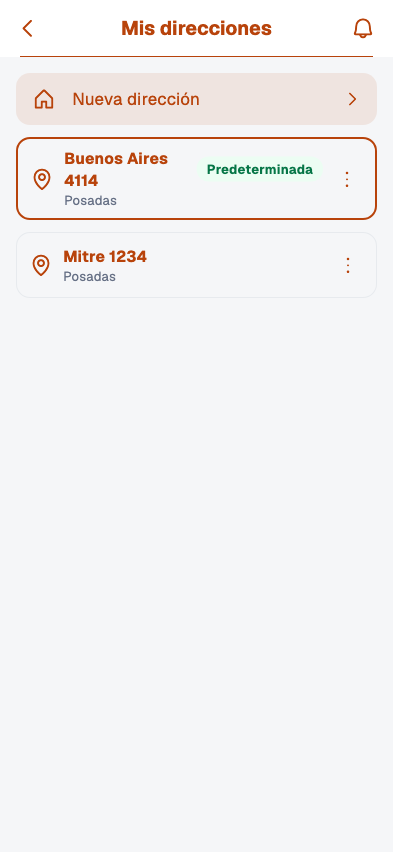 Mis direcciones
Nueva dirección
Buenos Aires
4114
Predeterminada
Posadas
Mitre 1234
Posadas